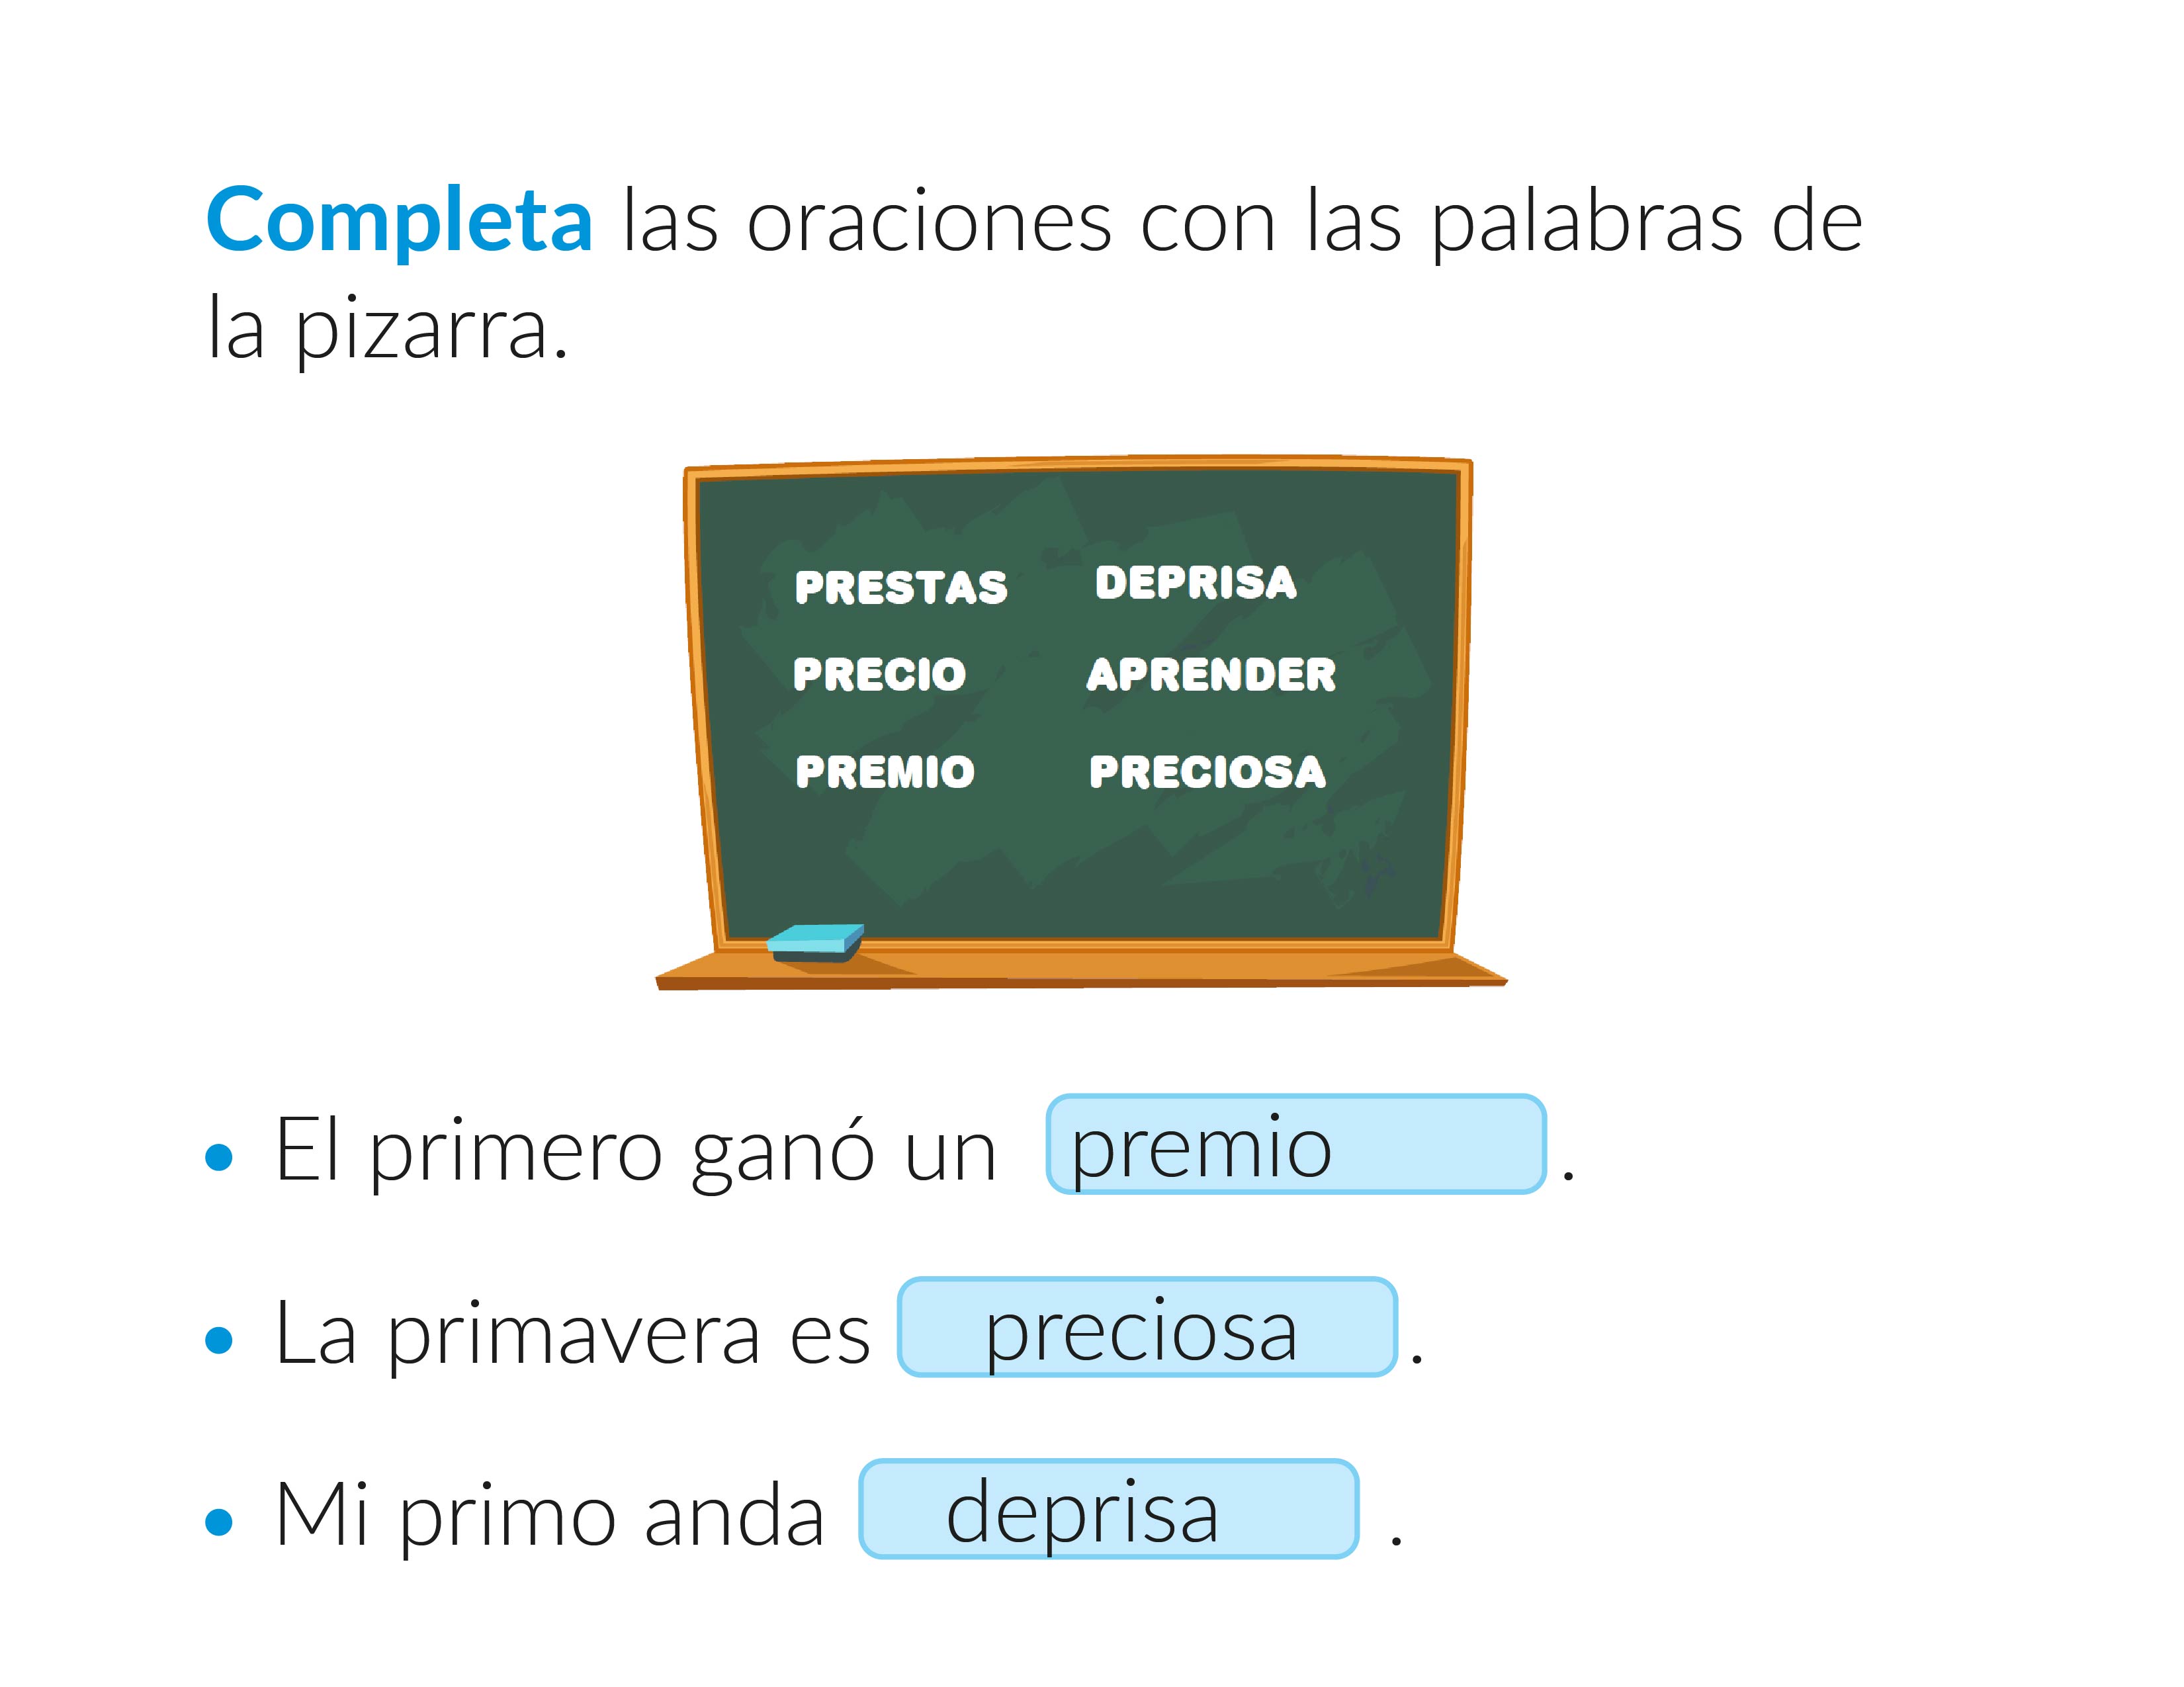 Completa las oraciones con las palabras de
la pizarra.
PRESTAS DEPRISA
PRECIO APRENDER
PREMIO PRECIOSA
• El primero ganó un premio .
• La primavera es preciosa .
• Mi primo anda deprisa .